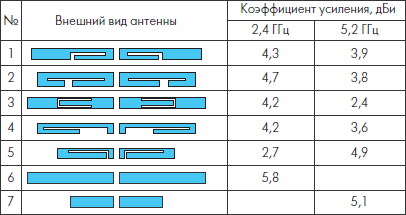 № Внешний вид антенны Коэффициент усиления, дБи
2,4 ГГц 5,2 ГГц
1 4,3 3,9
2 4,7 3,8
3 4,2 2,4
4 4,2 3,6
5 2,7 4,9
6 5,8
7 5,1